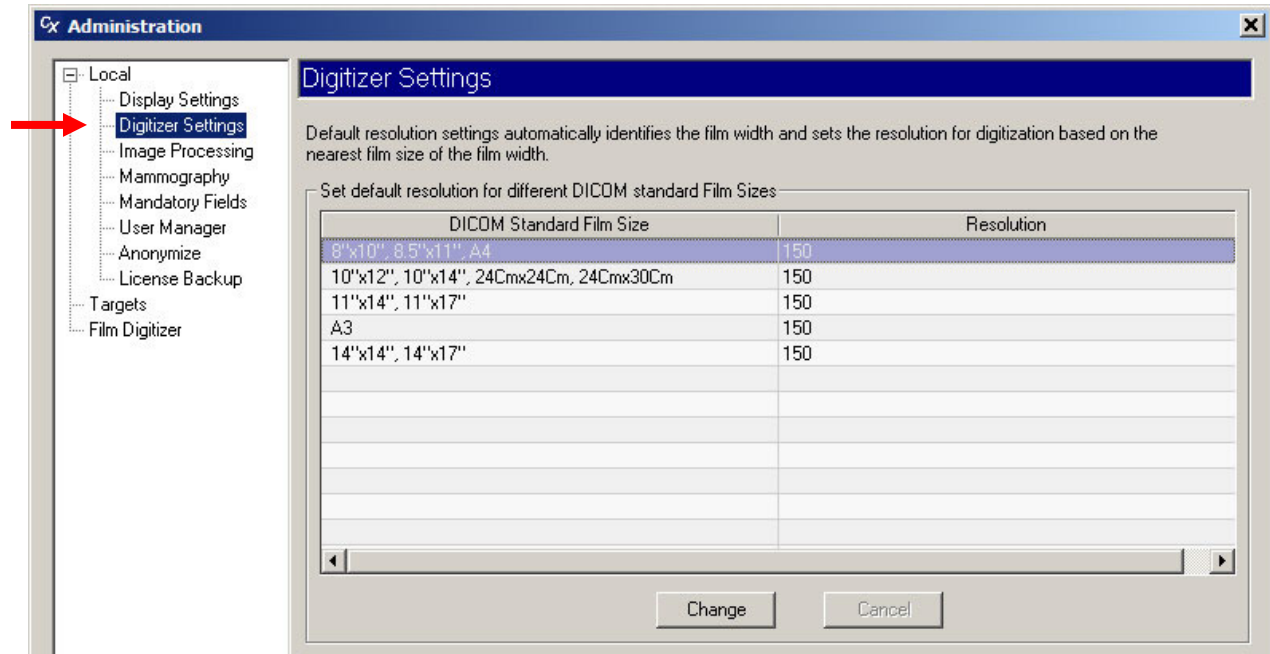 Cx Administration
Local
Display Settings
Digitizer Settings
Image Processing
Mammography
Mandatory Fields
User Manager
Anonymize
License Backup
Targets
Film Digitizer
Digitizer Settings
Default resolution settings automatically identifies the film width and sets the resolution for digitization based on the
nearest film size of the film width.
Set default resolution for different DICOM standard Film Sizes
DICOM Standard Film Size Resolution
8"x10", 8.5"x11", A4 150
10"x12", 10"x14", 24Cmx24Cm, 24Cmx30Cm 150
11"x14", 11"x17" 150
A3 150
14"x14", 14"x17" 150
Change Cancel